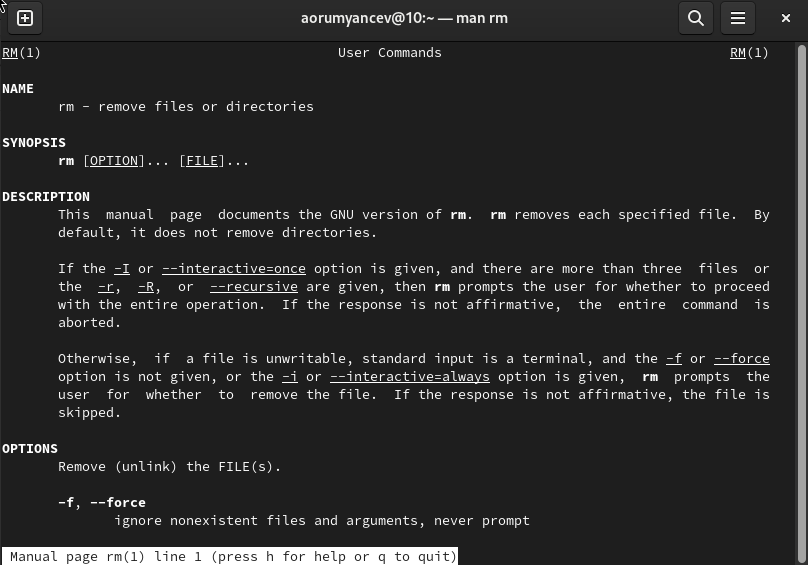 aorumyancev@10:~ — man rm
RM(1) User Commands RM(1)
NAME
rm - remove files or directories
SYNOPSIS
rm [OPTION]... [FILE]...
DESCRIPTION
This manual page documents the GNU version of rm. rm removes each specified file. By
default, it does not remove directories.
If the -I or --interactive=once option is given, and there are more than three files or
the -r, -R, or --recursive are given, then rm prompts the user for whether to proceed
with the entire operation. If the response is not affirmative, the entire command is
aborted.
Otherwise, if a file is unwritable, standard input is a terminal, and the -f or --force
option is not given, or the -i or --interactive=always option is given, rm prompts the
user for whether to remove the file. If the response is not affirmative, the file is
skipped.
OPTIONS
Remove (unlink) the FILE(s).
-f, --force
ignore nonexistent files and arguments, never prompt
Manual page rm(1) line 1 (press h for help or q to quit)